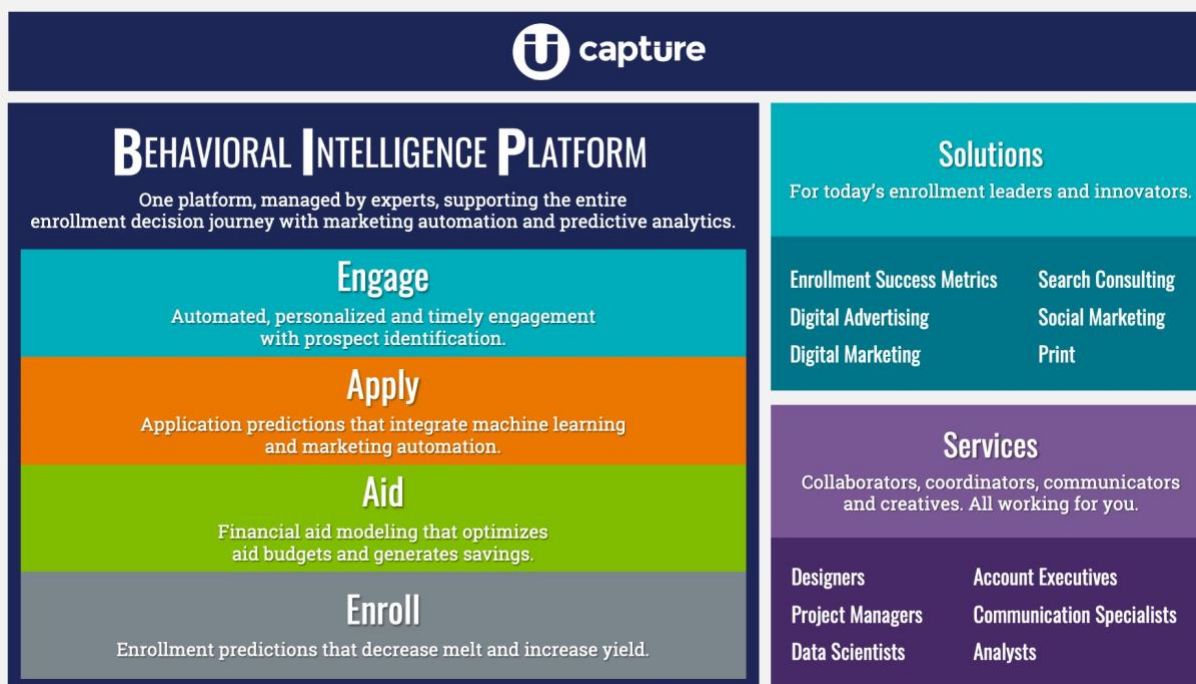 capture
BEHAVIORAL INTELLIGENCE PLATFORM
One platform, managed by experts, supporting the entire
enrollment decision journey with marketing automation and predictive analytics.
Engage
Automated, personalized and timely engagement
with prospect identification.
Apply
Application predictions that integrate machine learning
and marketing automation.
Aid
Financial aid modeling that optimizes
aid budgets and generates savings.
Enroll
Enrollment predictions that decrease melt and increase yield.
Solutions
For today's enrollment leaders and innovators.
Enrollment Success Metrics
Digital Advertising
Digital Marketing
Search Consulting
Social Marketing
Print
Services
Collaborators, coordinators, communicators
and creatives. All working for you.
Designers
Project Managers
Data Scientists
Account Executives
Communication Specialists
Analysts